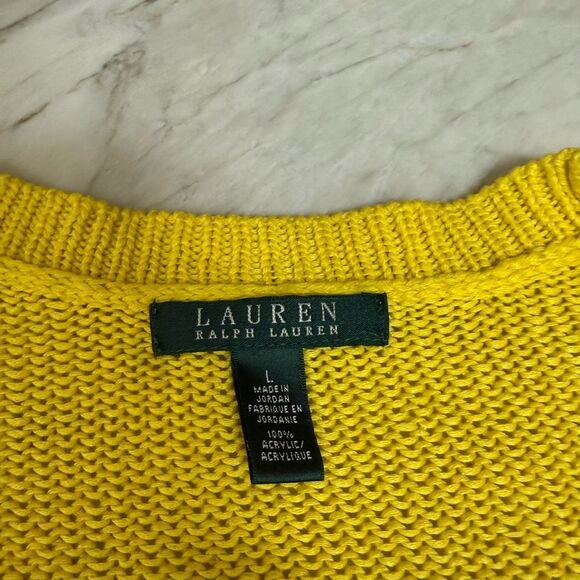 LAUREN
RALPH LAUREN
L
MADE IN
JORDAN
FABRIQUE EN
JORDANIE
100%
ACRYLIC/
ACRYLIQUE